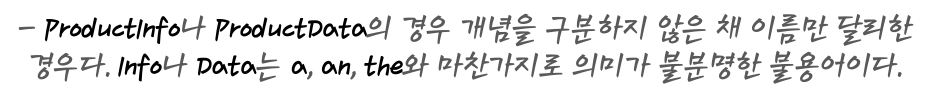 - ProductInfo나 ProductData의 경우 개념을 구분하지 않은 채 이름만 달리한
경우다. Info나 Data는 a, an, the와 마찬가지로 의미가 불분명한 불용어이다.